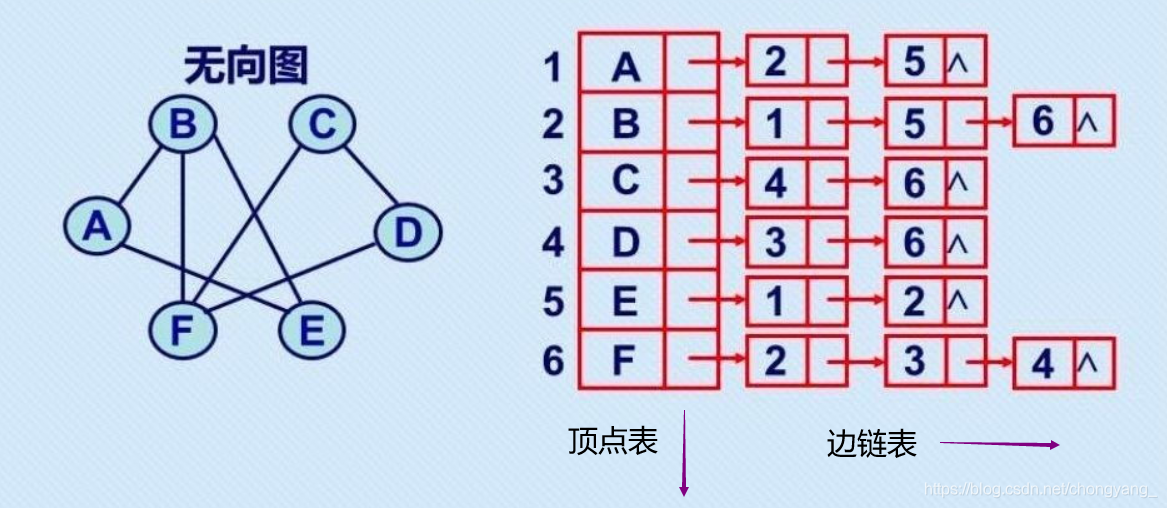 无向图
B
C
A
D
F
E
1 A 2 5 ^
2 B 1 5 6 ^
3 C 4 6 ^
4 D 3 6 ^
5 E 1 2 ^
6 F 2 3 4 ^
顶点表
边链表
https://blog.csdn.net/chongyang_